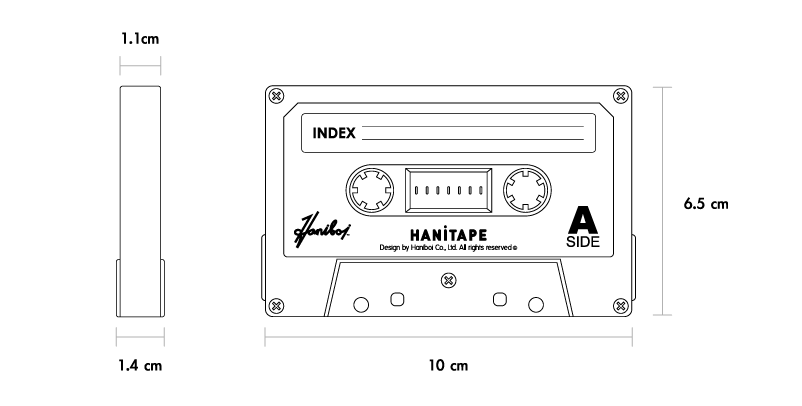 1.1cm
INDEX
6.5 cm
A
SIDE
Haniboi
HANiTAPE
Design by Haniboi Co., Ltd. All rights reserved®
1.4 cm
10 cm